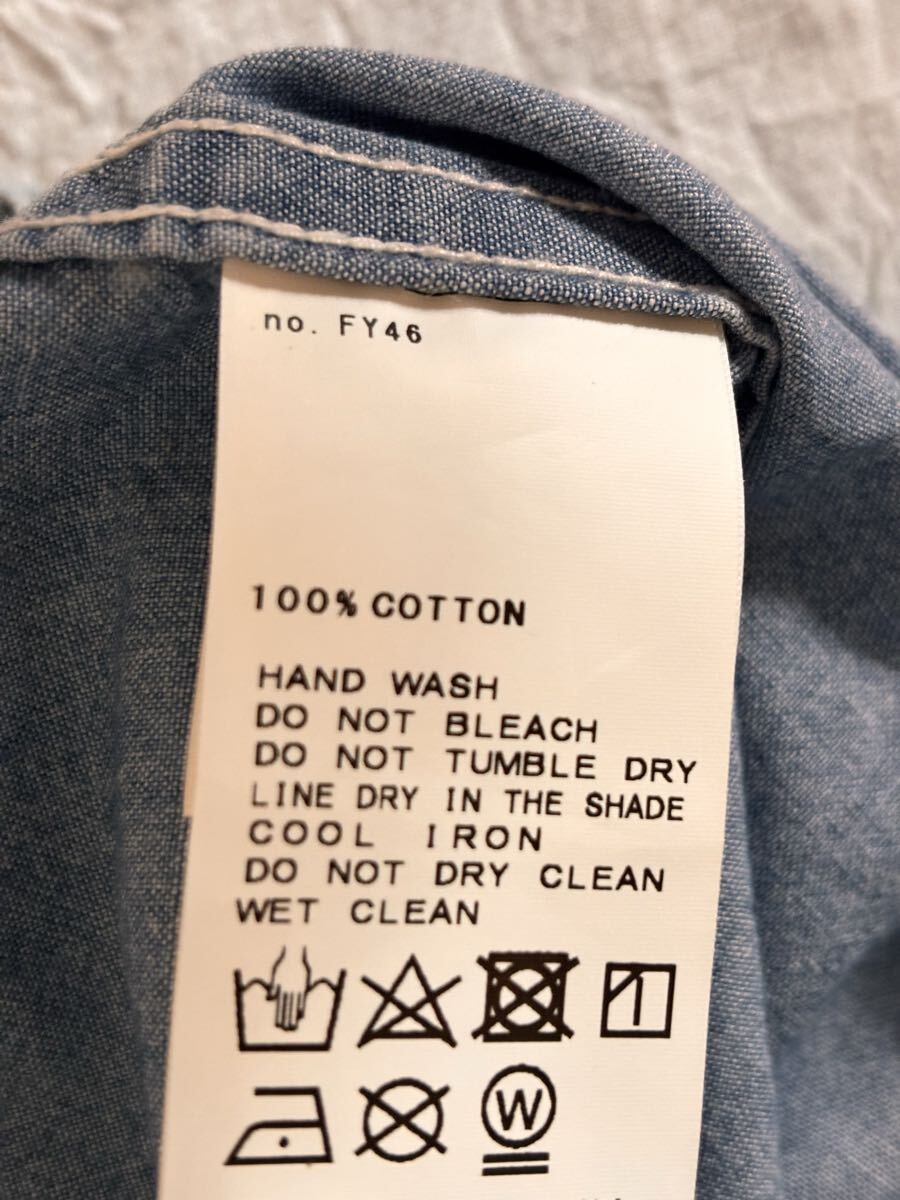 no. FY46
100% COTTON
HAND WASH
DO NOT BLEACH
DO NOT TUMBLE DRY
LINE DRY IN THE SHADE
COOL IRON
DO NOT DRY CLEAN
WET CLEAN
W